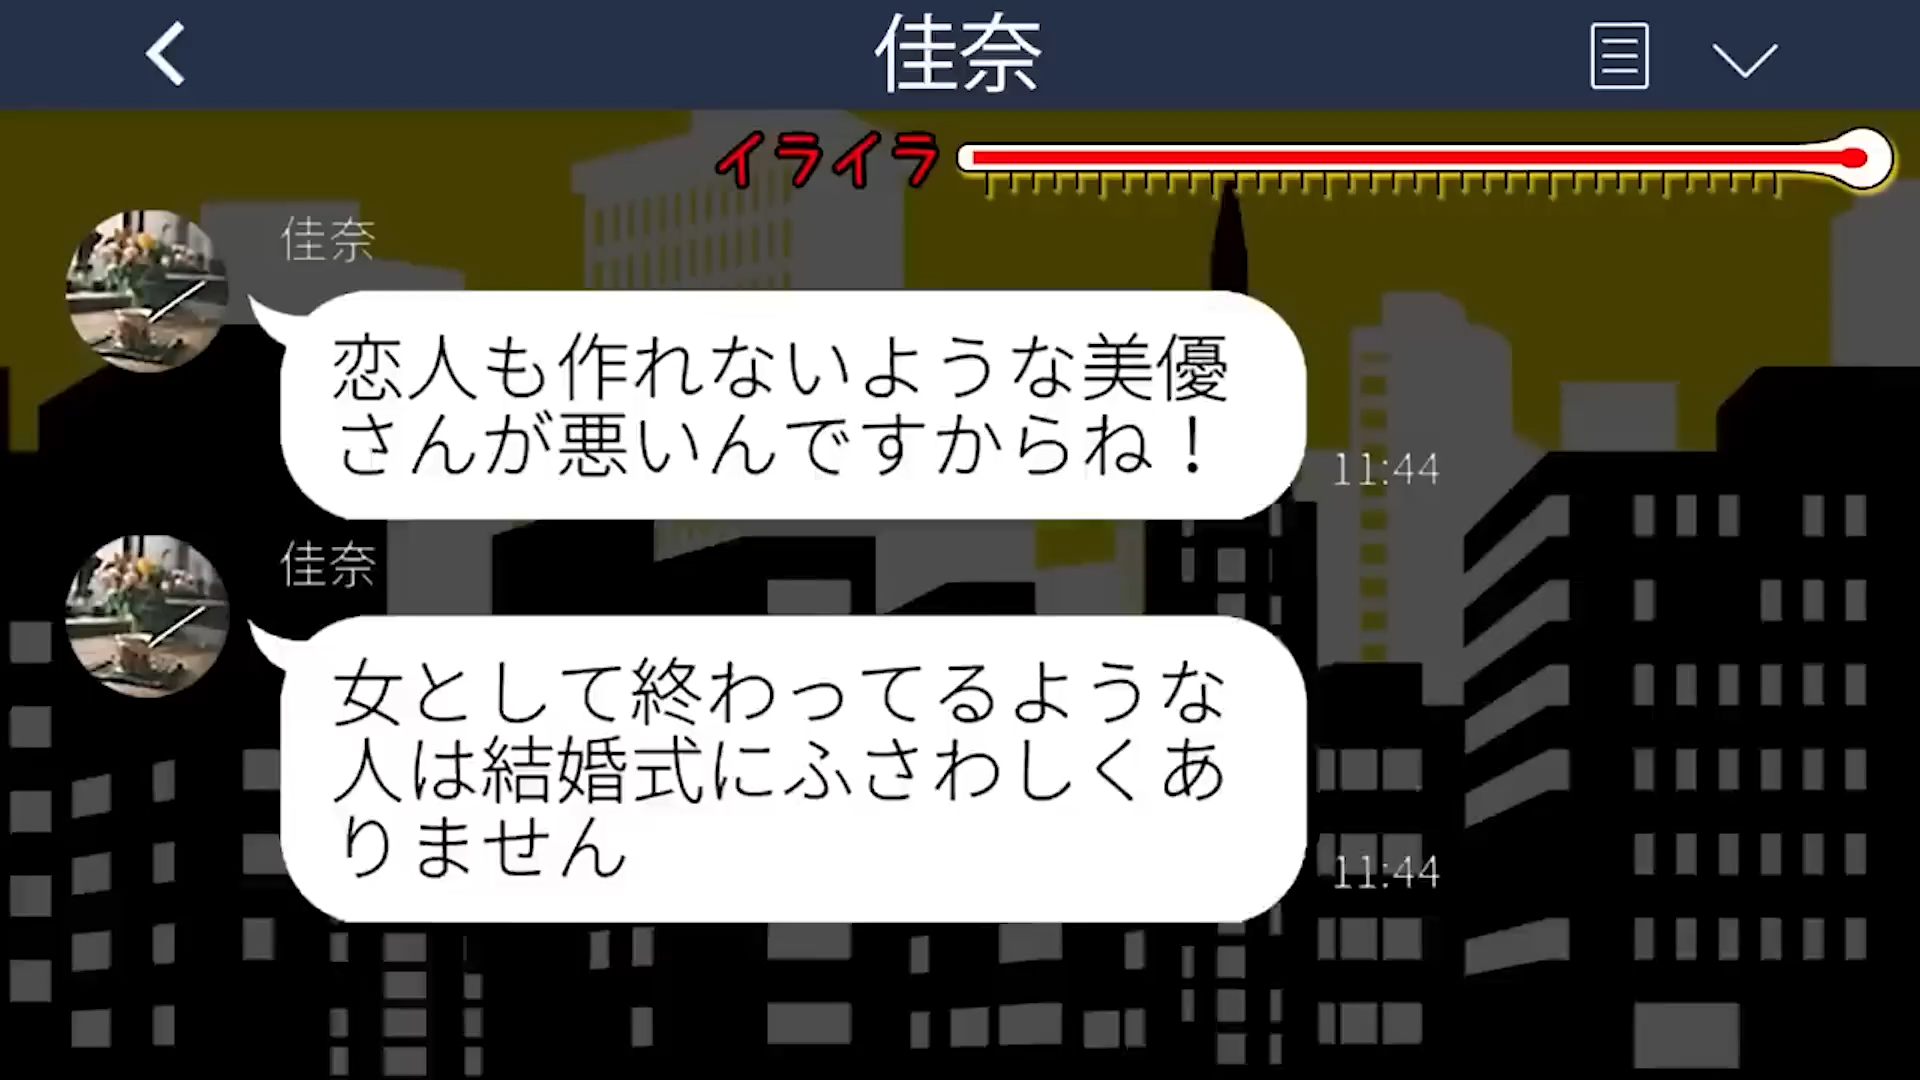 佳奈
イライラ
佳奈
恋人も作れないような美優
さんが悪いんですからね！
11:44
佳奈
女として終わってるような
人は結婚式にふさわしくあ
りません
11:44